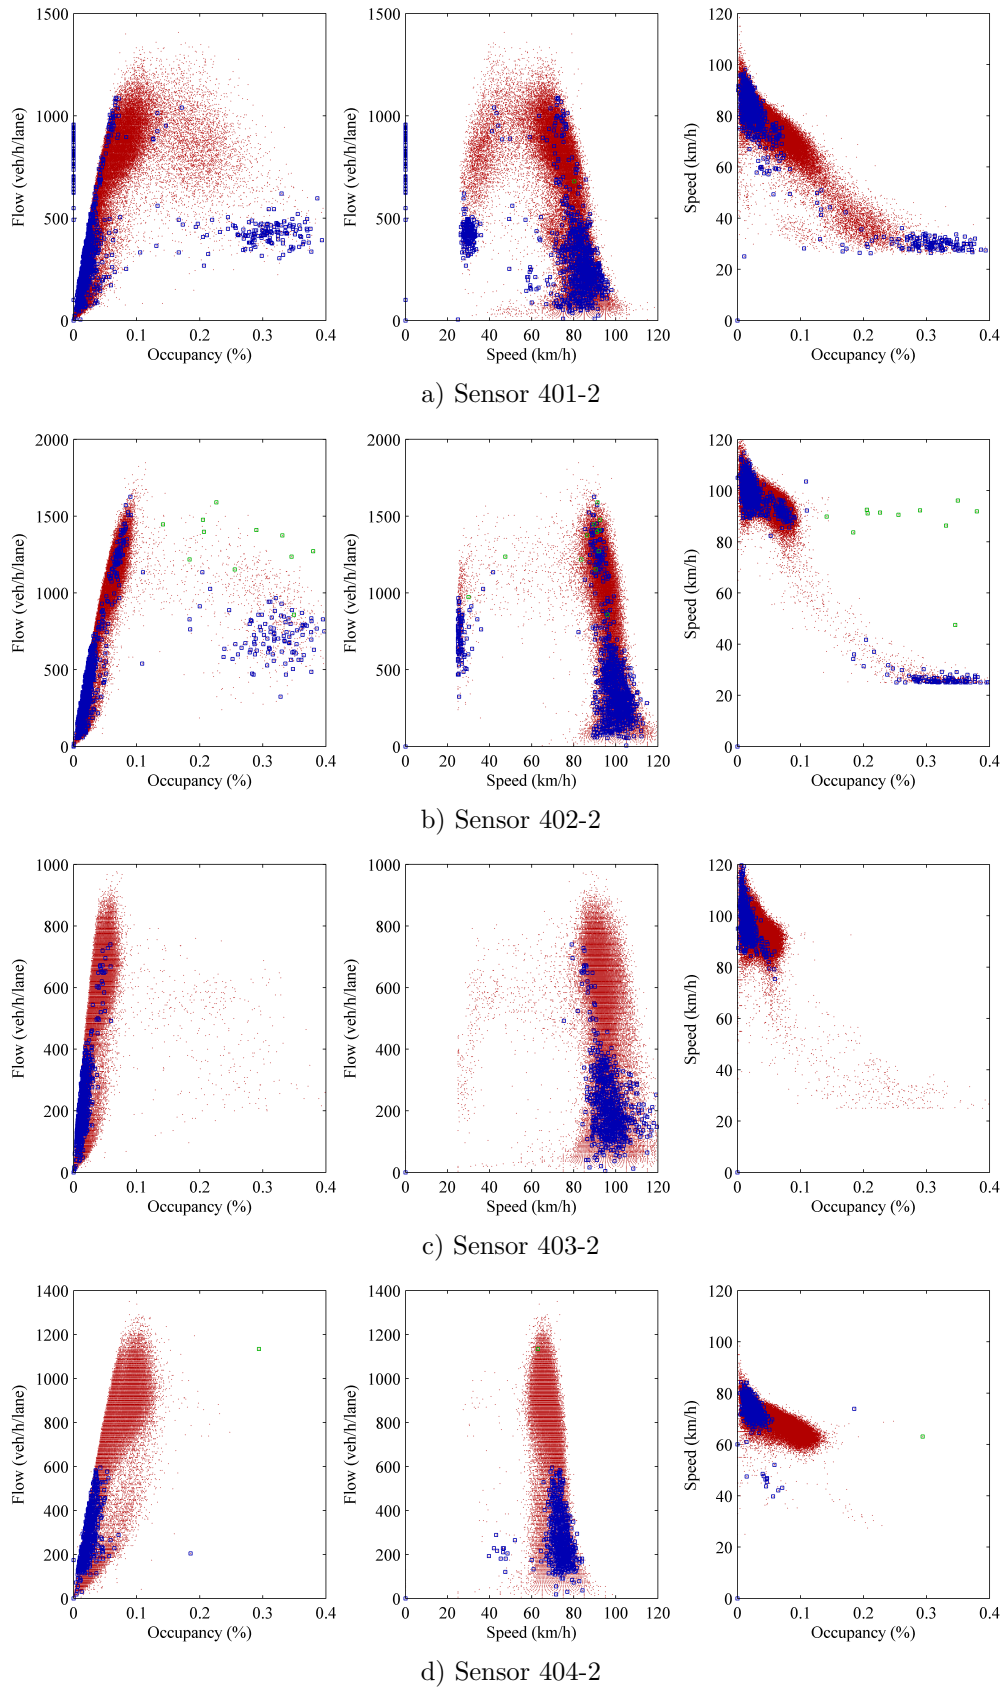 1500
1000
500
0
Flow (veh/h/lane)
0 0.1 0.2 0.3 0.4
Occupancy (%)
1500
1000
500
0
Flow (veh/h/lane)
0 20 40 60 80 100 120
Speed (km/h)
120
100
80
60
40
20
0
Speed (km/h)
0 0.1 0.2 0.3 0.4
Occupancy (%)
a) Sensor 401-2
2000
1500
1000
500
0
Flow (veh/h/lane)
0 0.1 0.2 0.3 0.4
Occupancy (%)
2000
1500
1000
500
0
Flow (veh/h/lane)
0 20 40 60 80 100 120
Speed (km/h)
120
100
80
60
40
20
0
Speed (km/h)
0 0.1 0.2 0.3 0.4
Occupancy (%)
b) Sensor 402-2
1000
800
600
400
200
0
Flow (veh/h/lane)
0 0.1 0.2 0.3 0.4
Occupancy (%)
1000
800
600
400
200
0
Flow (veh/h/lane)
0 20 40 60 80 100 120
Speed (km/h)
120
100
80
60
40
20
0
Speed (km/h)
0 0.1 0.2 0.3 0.4
Occupancy (%)
c) Sensor 403-2
1400
1200
1000
800
600
400
200
0
Flow (veh/h/lane)
0 0.1 0.2 0.3 0.4
Occupancy (%)
1400
1200
1000
800
600
400
200
0
Flow (veh/h/lane)
0 20 40 60 80 100 120
Speed (km/h)
120
100
80
60
40
20
0
Speed (km/h)
0 0.1 0.2 0.3 0.4
Occupancy (%)
d) Sensor 404-2